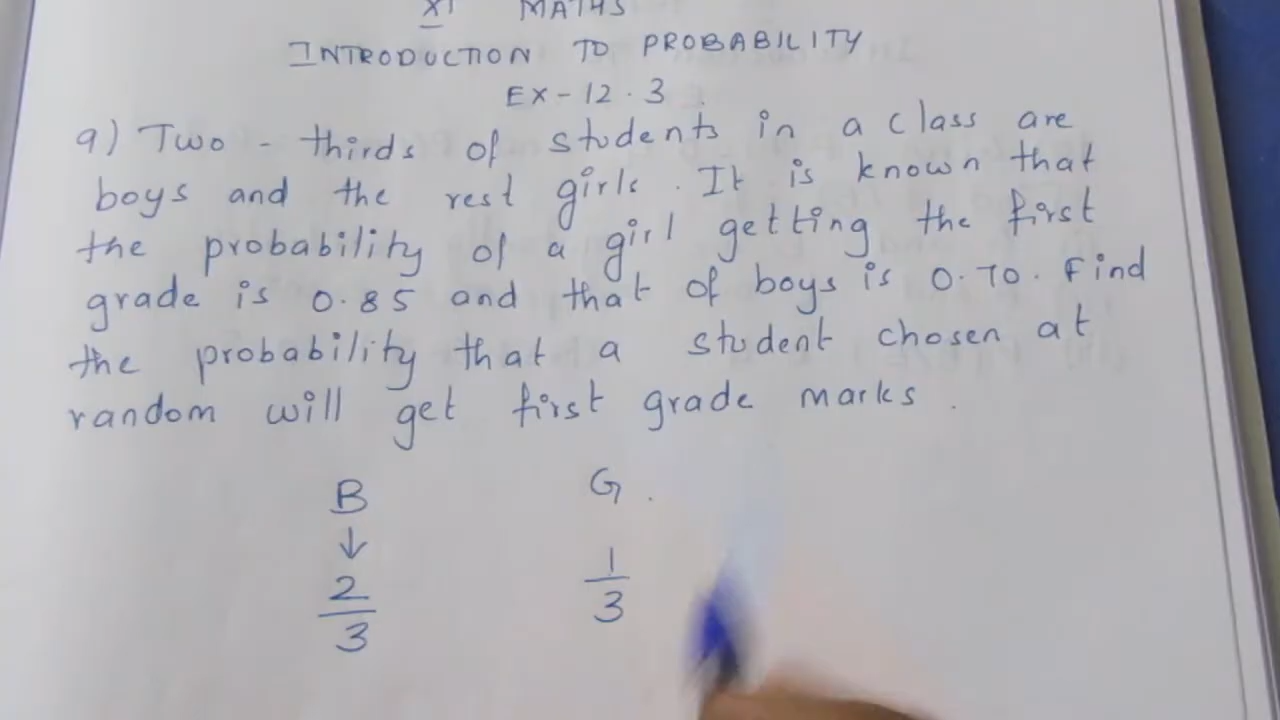 XI MATHS
INTRODUCTION TO PROBABILITY
EX-12.3
9) Two - thirds of students in a class are
boys and the rest girls. It is known that
the probability of a girl getting the first
grade is 0.85 and that of boys is 0.70. Find
the probability that a student chosen at
random will get first grade marks.
B G.
↓
2/3 1/3